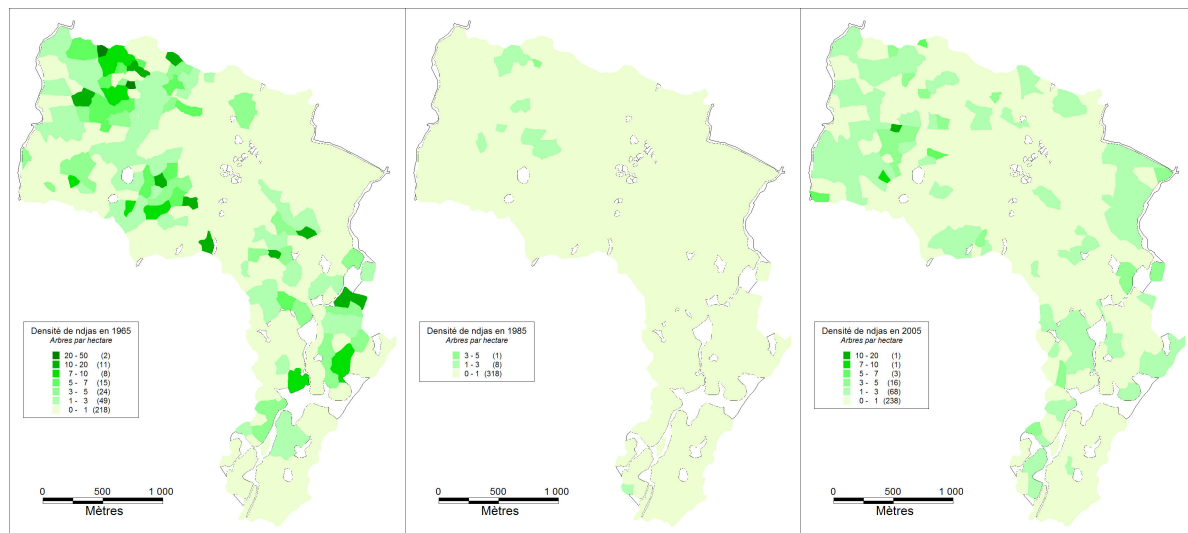 Densité de ndjas en 1965
Arbres par hectare
20 - 50 (2)
10 - 20 (11)
7 - 10 (8)
5 - 7 (15)
3 - 5 (24)
1 - 3 (49)
0 - 1 (218)
0 500 1 000
Mètres
Densité de ndjas en 1985
Arbres par hectare
3 - 5 (1)
1 - 3 (8)
0 - 1 (318)
0 500 1 000
Mètres
Densité de ndjas en 2005
Arbres par hectare
10 - 20 (1)
7 - 10 (1)
5 - 7 (3)
3 - 5 (16)
1 - 3 (68)
0 - 1 (238)
0 500 1 000
Mètres